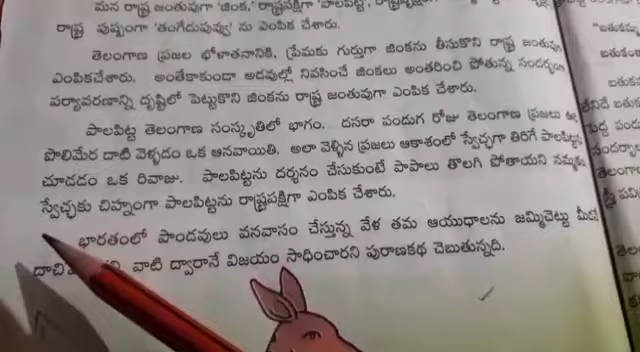 మన రాష్ట్ర జంతువుగా 'జింక', రాష్ట్రపక్షిగా 'పాలపిట్ట',
రాష్ట్ర పుష్పంగా 'తంగేడుపువ్వు' ను ఎంపిక చేశారు.
తెలంగాణ ప్రజల భోళాతనానికి, ప్రేమకు గుర్తుగా జింకను తీసుకొని రాష్ట్ర జంతువుగా
ఎంపికచేశారు. అంతేకాకుండా అడవుల్లో నివసించే జింకలు అంతరించి పోతున్న సందర్భంగా
పర్యావరణాన్ని దృష్టిలో పెట్టుకొని జింకను రాష్ట్ర జంతువుగా ఎంపిక చేశారు.
పాలపిట్ట తెలంగాణ సంస్కృతిలో భాగం. దసరా పండుగ రోజు తెలంగాణ ప్రజలు
పొలిమేర దాటి వెళ్ళడం ఒక ఆనవాయితి. అలా వెళ్ళిన ప్రజలు ఆకాశంలో స్వేచ్ఛగా తిరిగే పాలపిట్టను
చూడడం ఒక రివాజు. పాలపిట్టను దర్శనం చేసుకుంటే పాపాలు తొలగి పోతాయని నమ్మకం
స్వేచ్ఛకు చిహ్నంగా పాలపిట్టను రాష్ట్రపక్షిగా ఎంపిక చేశారు.
భారతంలో పాండవులు వనవాసం చేస్తున్న వేళ తమ ఆయుధాలను జమ్మిచెట్టు మీద
వాటి ద్వారానే విజయం సాధించారని పురాణకథ చెబుతున్నది.